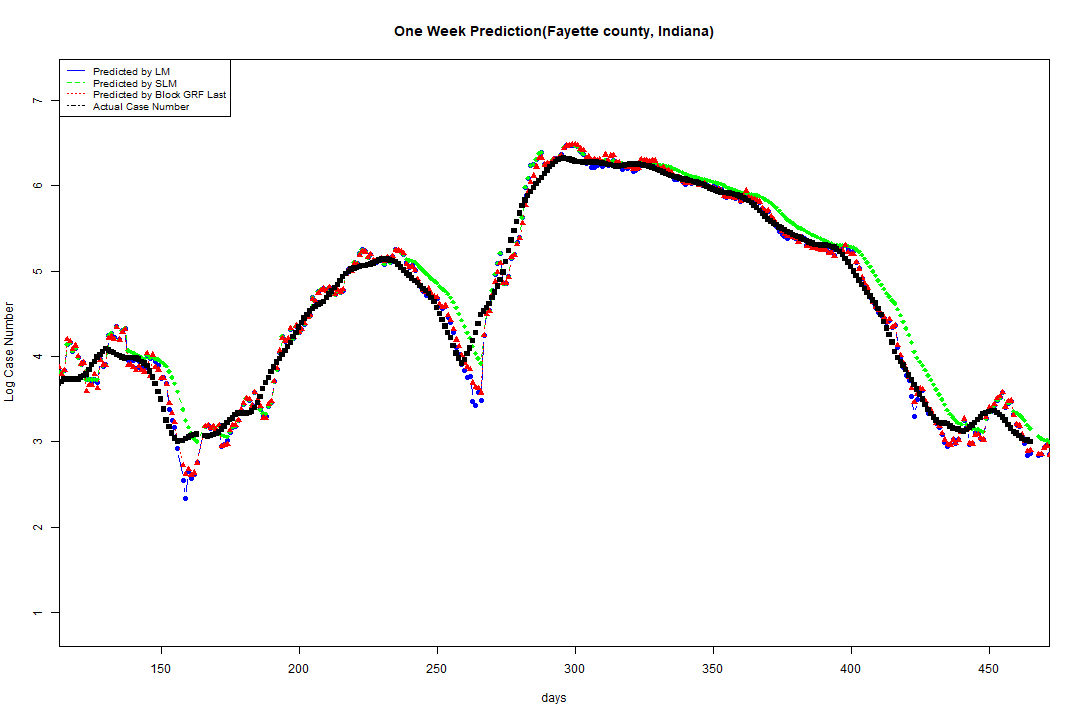 One Week Prediction(Fayette county, Indiana)
Predicted by LM
Predicted by SLM
Predicted by Block GRF Last
Actual Case Number
Log Case Number
7
6
5
4
3
2
1
150 200 250 300 350 400 450
days